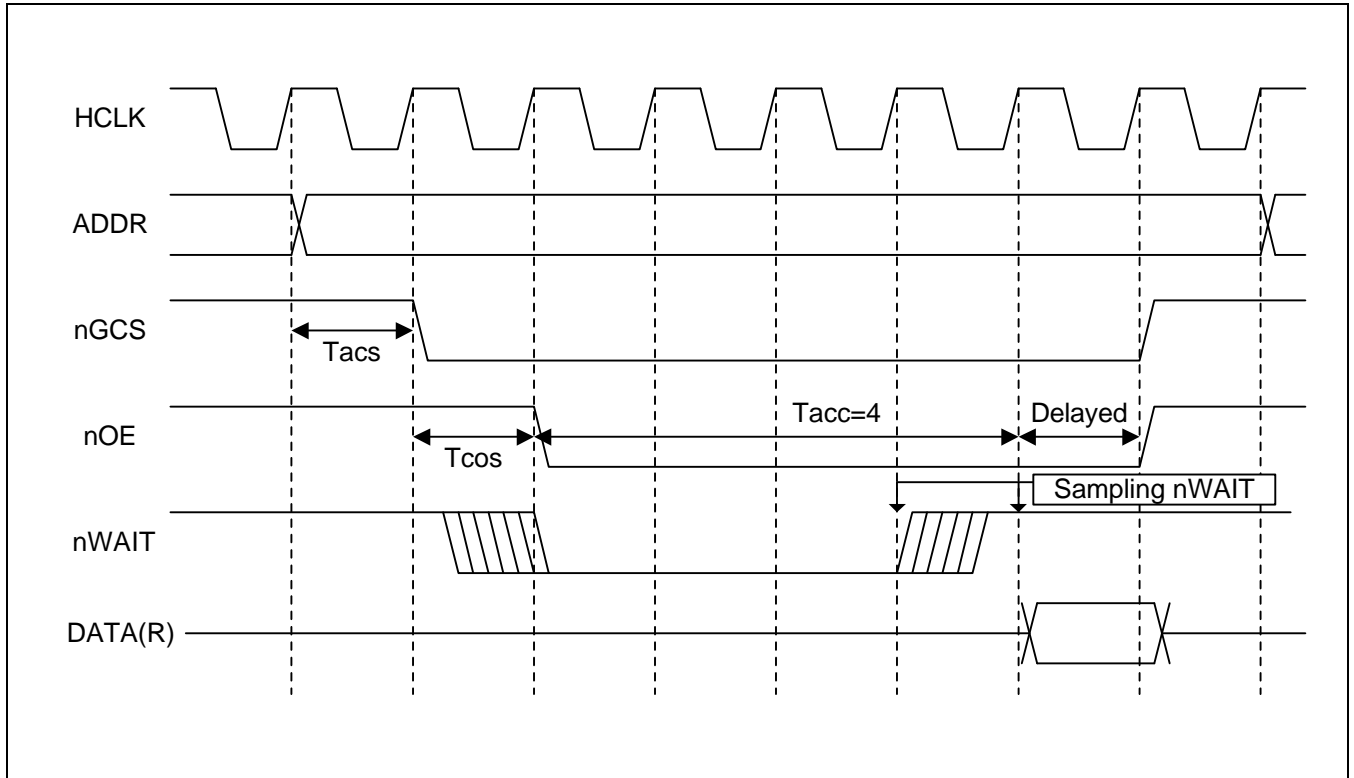 HCLK
ADDR
nGCS
Tacs
nOE
Tcos
Tacc=4
Delayed
Sampling nWAIT
nWAIT
DATA(R)